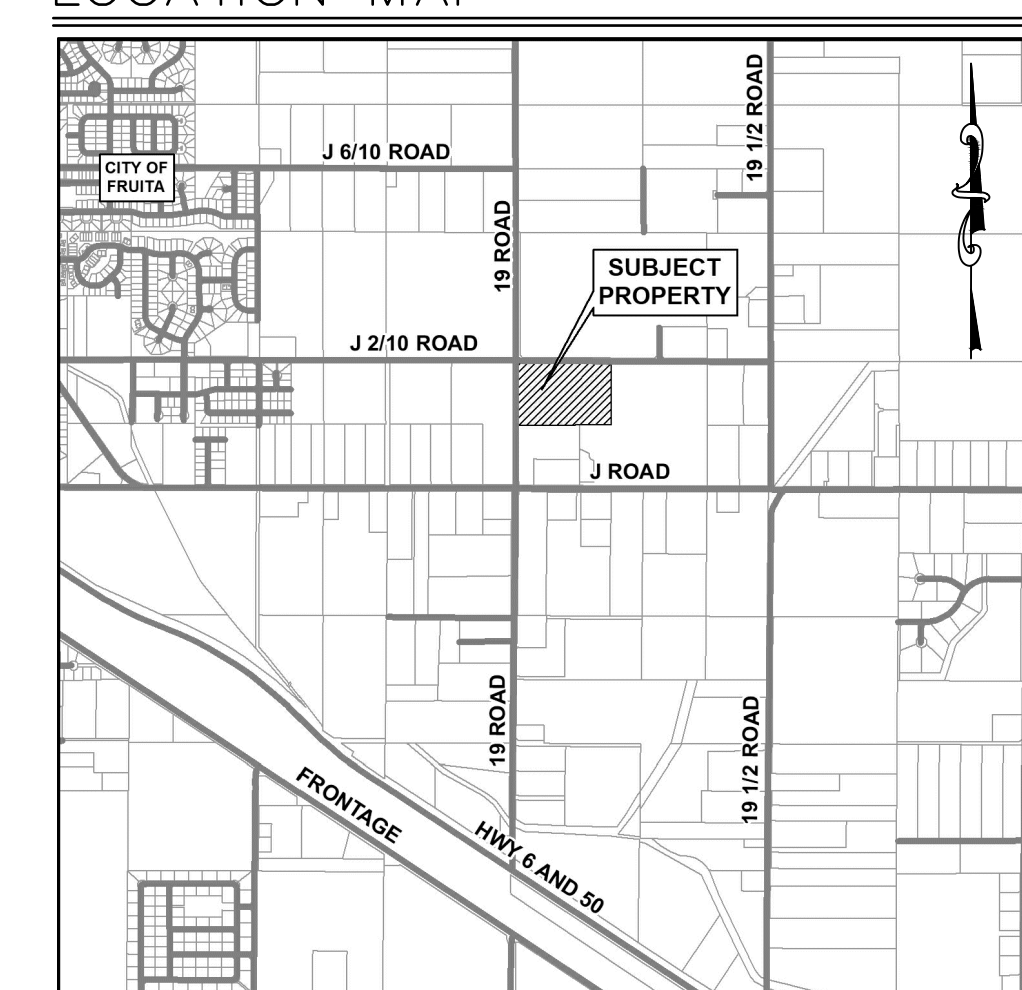 LOCATION MAP
19 1/2 ROAD
J 6/10 ROAD
CITY OF
FRUITA
19 ROAD
SUBJECT
PROPERTY
J 2/10 ROAD
J ROAD
19 ROAD
19 1/2 ROAD
FRONTAGE
HWY 6 AND 50